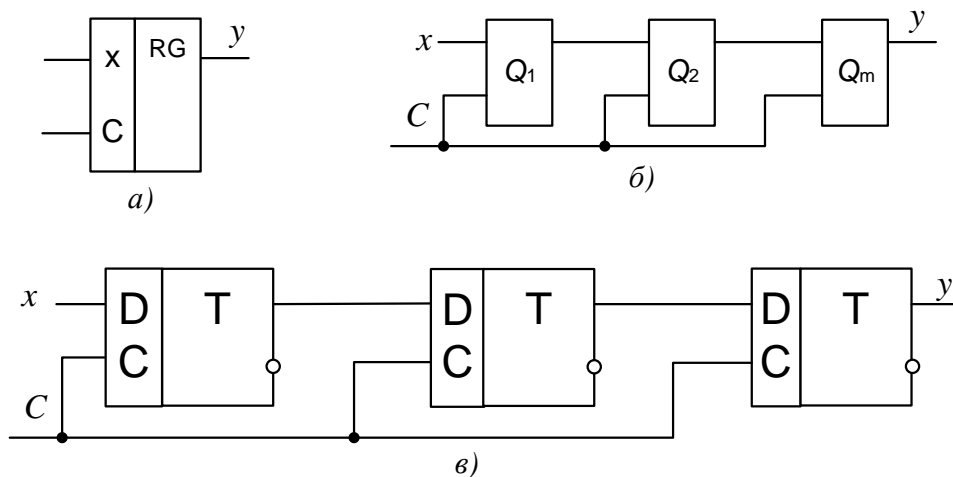 x RG y
C
а)
x Q1 Q2 Qm y
C
б)
x D T D T D T y
C C C
C
в)